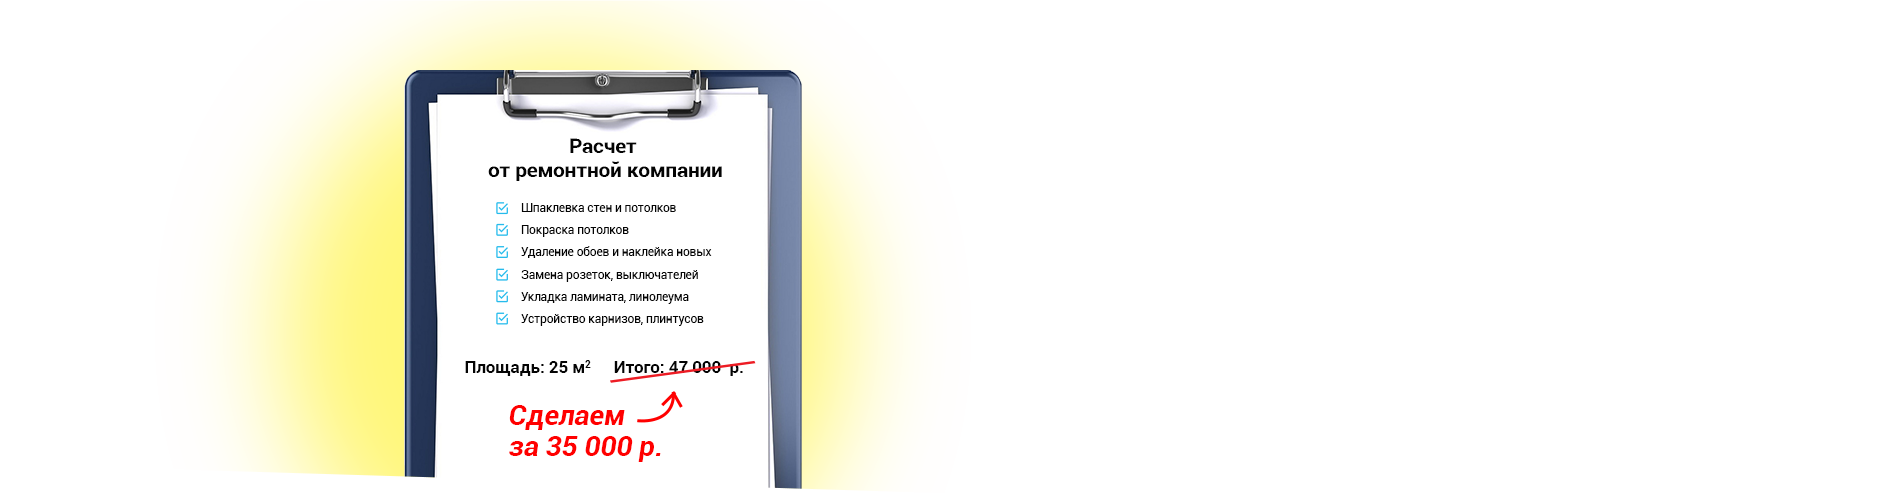 Расчет
от ремонтной компании
Шпаклевка стен и потолков
Покраска потолков
Удаление обоев и наклейка новых
Замена розеток, выключателей
Укладка ламината, линолеума
Устройство карнизов, плинтусов
Площадь: 25 м² Итого: 47 000 р.
Сделаем
за 35 000 р.